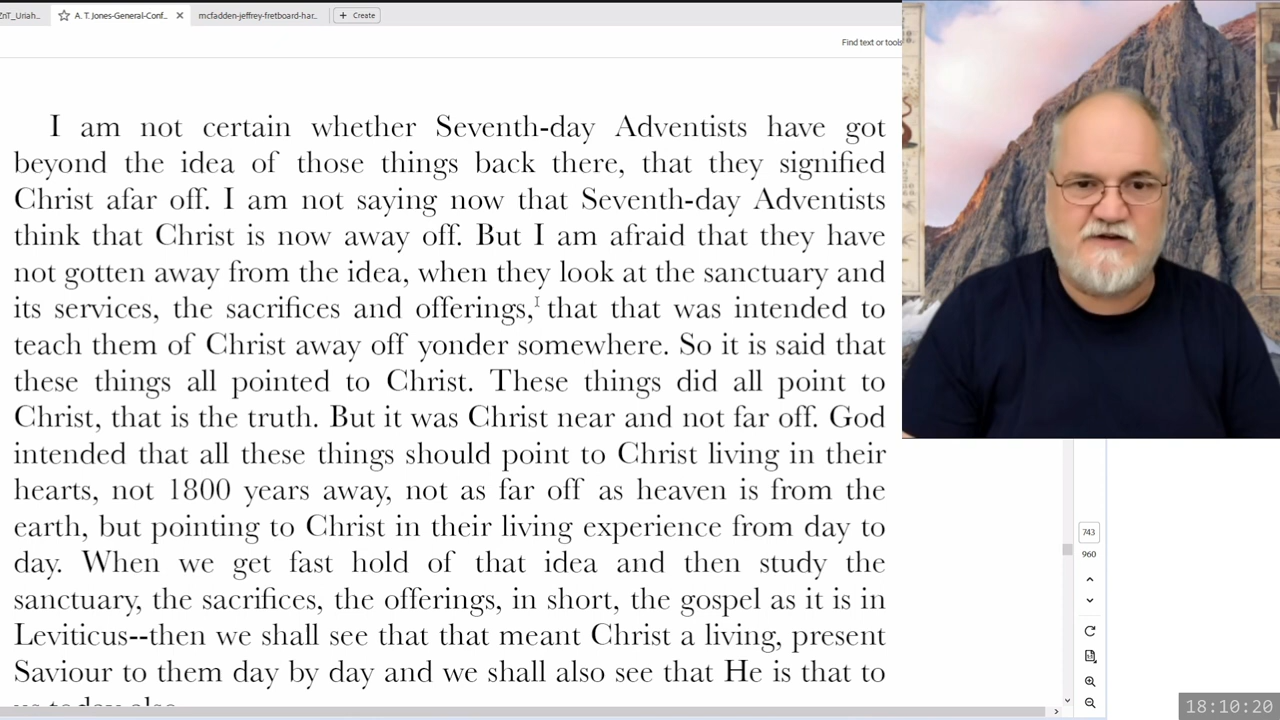 ZnT_Uriah... A. T. Jones-General-Conf... × mcfadden-jeffrey-fretboard-har... + Create
Find text or tools
I am not certain whether Seventh-day Adventists have got
beyond the idea of those things back there, that they signified
Christ afar off. I am not saying now that Seventh-day Adventists
think that Christ is now away off. But I am afraid that they have
not gotten away from the idea, when they look at the sanctuary and
its services, the sacrifices and offerings, that that was intended to
teach them of Christ away off yonder somewhere. So it is said that
these things all pointed to Christ. These things did all point to
Christ, that is the truth. But it was Christ near and not far off. God
intended that all these things should point to Christ living in their
hearts, not 1800 years away, not as far off as heaven is from the
earth, but pointing to Christ in their living experience from day to
day. When we get fast hold of that idea and then study the
sanctuary, the sacrifices, the offerings, in short, the gospel as it is in
Leviticus--then we shall see that that meant Christ a living, present
Saviour to them day by day and we shall also see that He is that to
us today also.
743
960
18:10:20